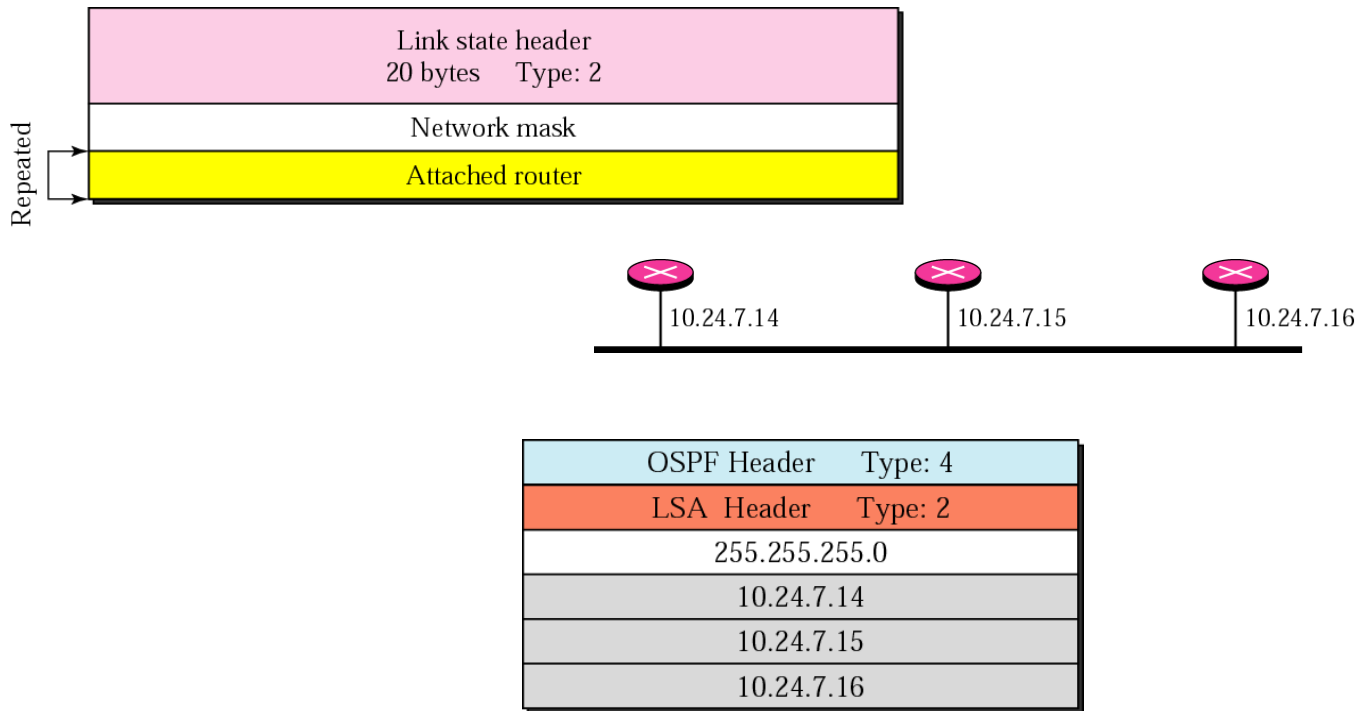 Link state header
20 bytes Type: 2
Network mask
Attached router
Repeated
10.24.7.14
10.24.7.15
10.24.7.16
OSPF Header Type: 4
LSA Header Type: 2
255.255.255.0
10.24.7.14
10.24.7.15
10.24.7.16